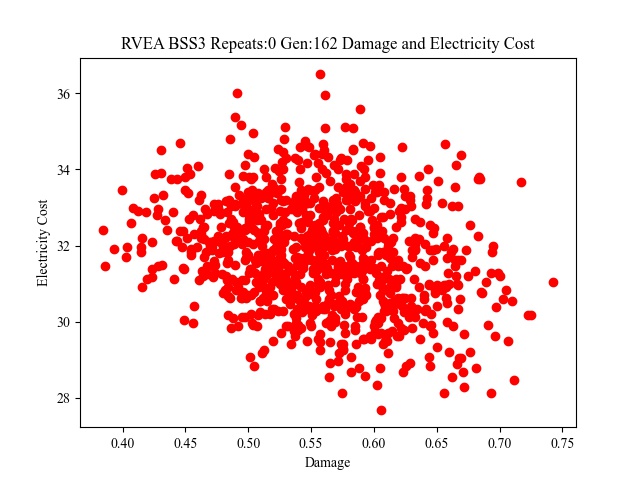 RVEA BSS3 Repeats:0 Gen:162 Damage and Electricity Cost
36
34
32
30
28
Electricity Cost
0.40 0.45 0.50 0.55 0.60 0.65 0.70 0.75
Damage